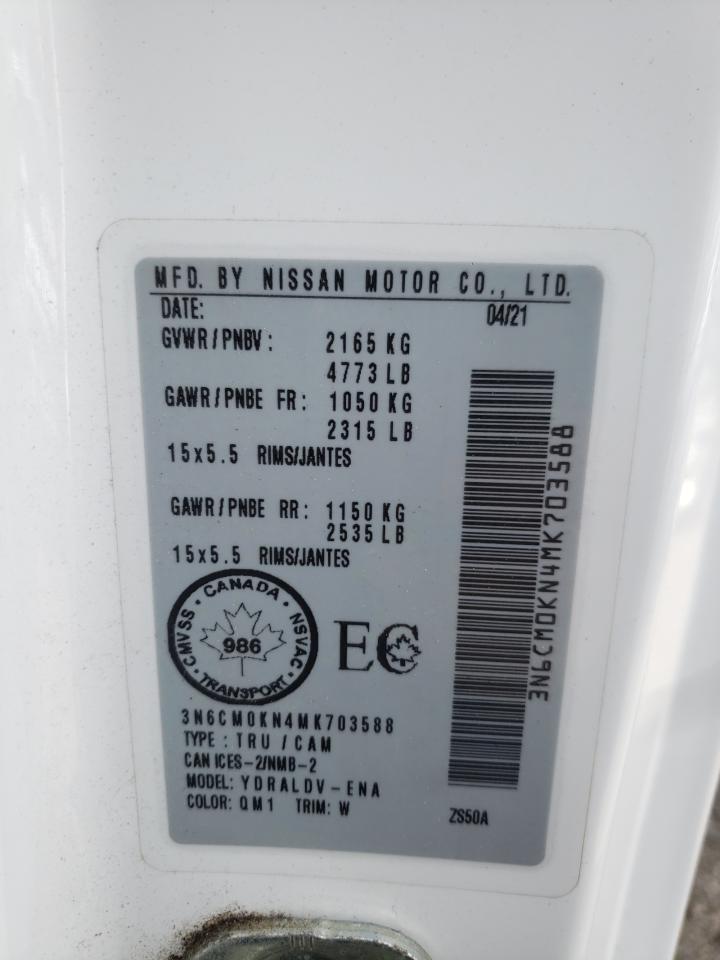 MFD. BY NISSAN MOTOR CO., LTD.
DATE: 04/21
GVWR/PNBV: 2165 KG
4773 LB
GAWR/PNBE FR: 1050 KG
2315 LB
15x5.5 RIMS/JANTES
GAWR/PNBE RR: 1150 KG
2535 LB
15x5.5 RIMS/JANTES
CANADA · NSVAC · TRANSPORT · CMVSS ·
986
EC
3N6CM0KN4MK703588
TYPE: TRU/CAM
CAN ICES-2/NMB-2
MODEL: YDRALDV-ENA
COLOR: QM1 TRIM: W
ZS50A
3N6CM0KN4MK703588